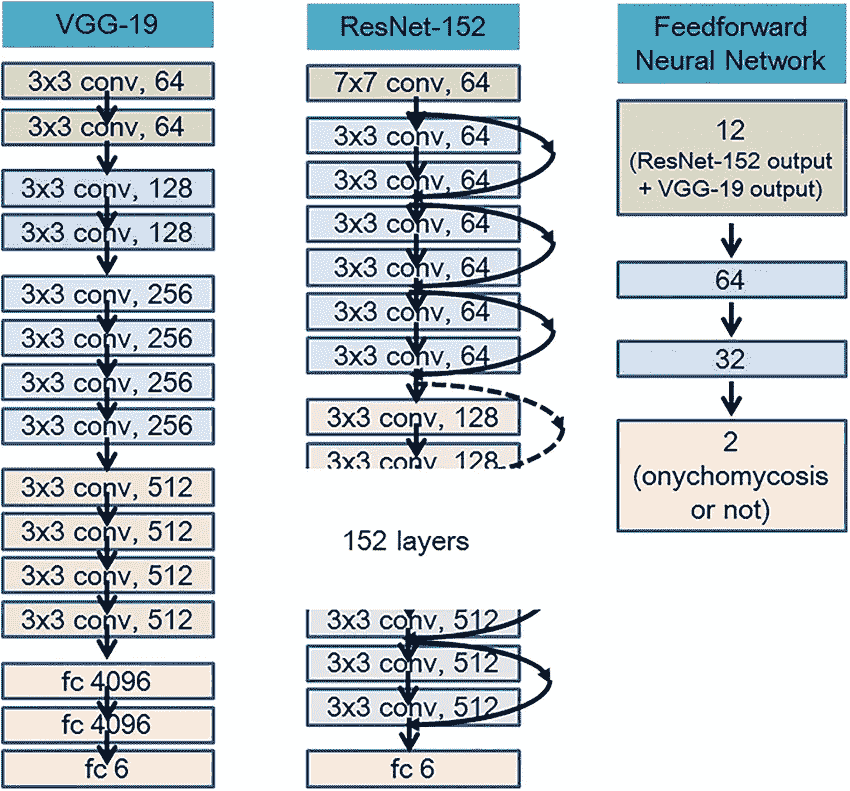 VGG-19
3x3 conv, 64
3x3 conv, 64
3x3 conv, 128
3x3 conv, 128
3x3 conv, 256
3x3 conv, 256
3x3 conv, 256
3x3 conv, 256
3x3 conv, 512
3x3 conv, 512
3x3 conv, 512
3x3 conv, 512
fc 4096
fc 4096
fc 6
ResNet-152
7x7 conv, 64
3x3 conv, 64
3x3 conv, 64
3x3 conv, 64
3x3 conv, 64
3x3 conv, 64
3x3 conv, 64
3x3 conv, 128
3x3 conv, 128
152 layers
3x3 conv, 512
3x3 conv, 512
3x3 conv, 512
fc 6
Feedforward
Neural Network
12
(ResNet-152 output
+ VGG-19 output)
64
32
2
(onychomycosis
or not)